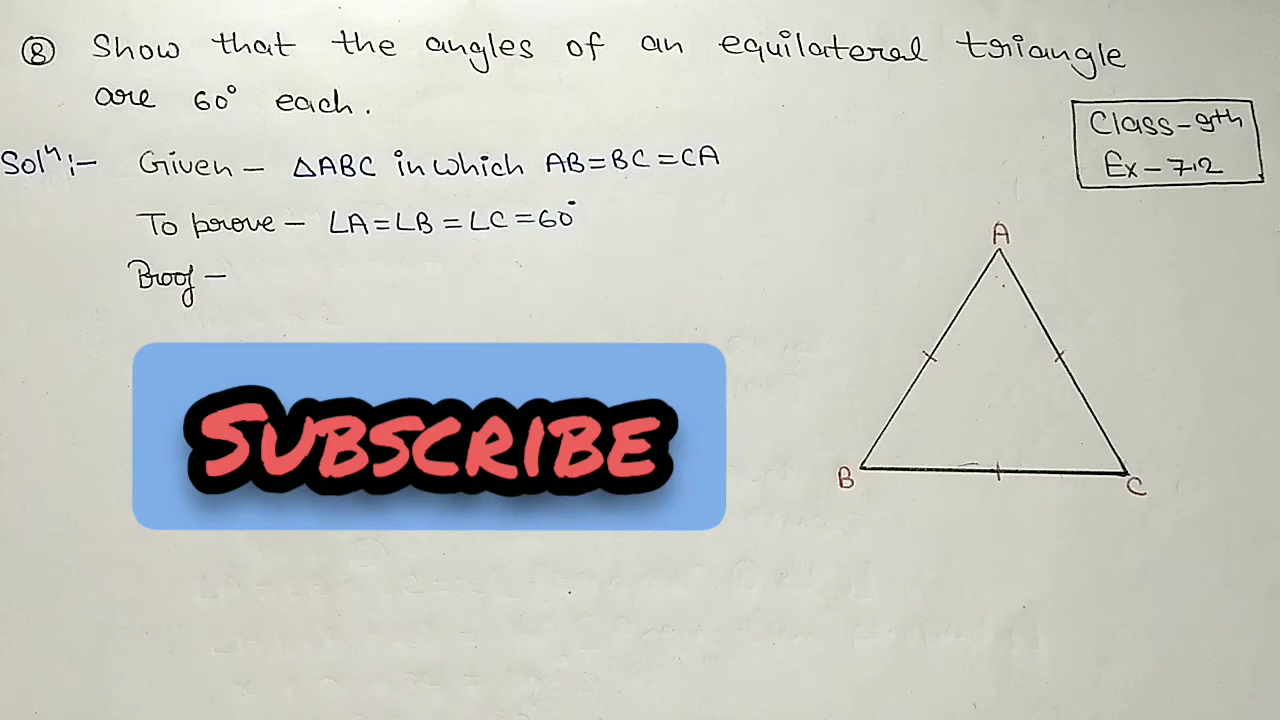 ⑧ Show that the angles of an equilateral triangle
are 60° each.
Class-9th
Ex-7.2
Solⁿ:- Given - △ABC in which AB=BC=CA
To prove - ∠A=∠B=∠C=60°
Proof -
A
SUBSCRIBE
B
C